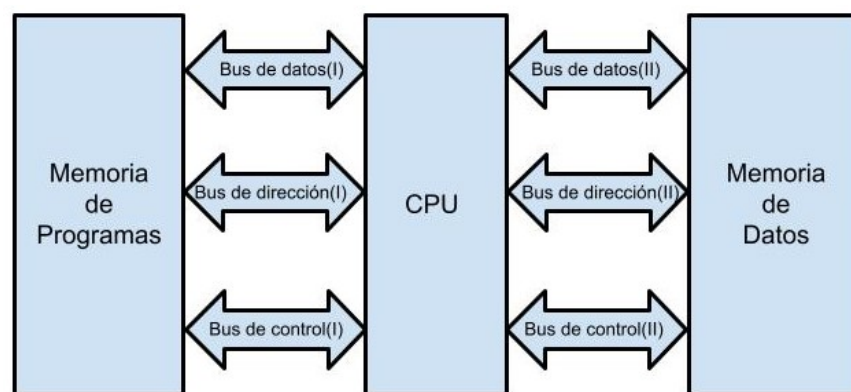 Memoria
de
Programas
Bus de datos(I)
Bus de dirección(I)
Bus de control(I)
CPU
Bus de datos(II)
Bus de dirección(II)
Bus de control(II)
Memoria
de
Datos